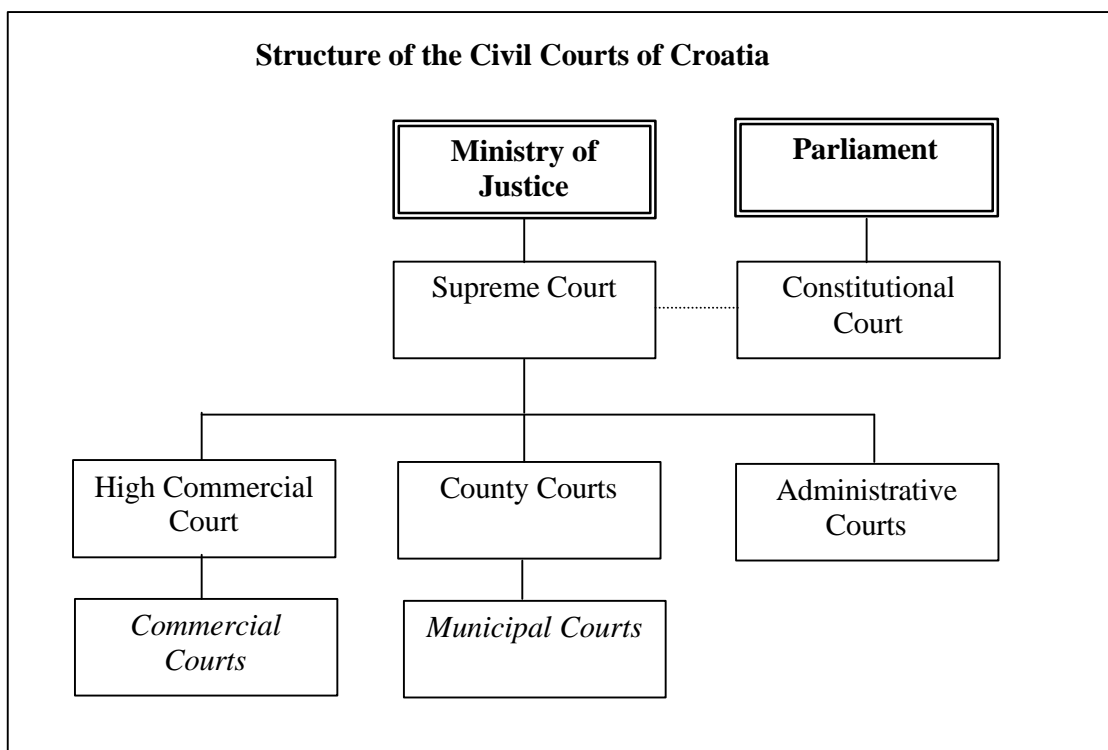 Structure of the Civil Courts of Croatia
Ministry of
Justice
Parliament
Supreme Court
Constitutional
Court
High Commercial
Court
County Courts
Administrative
Courts
Commercial
Courts
Municipal Courts